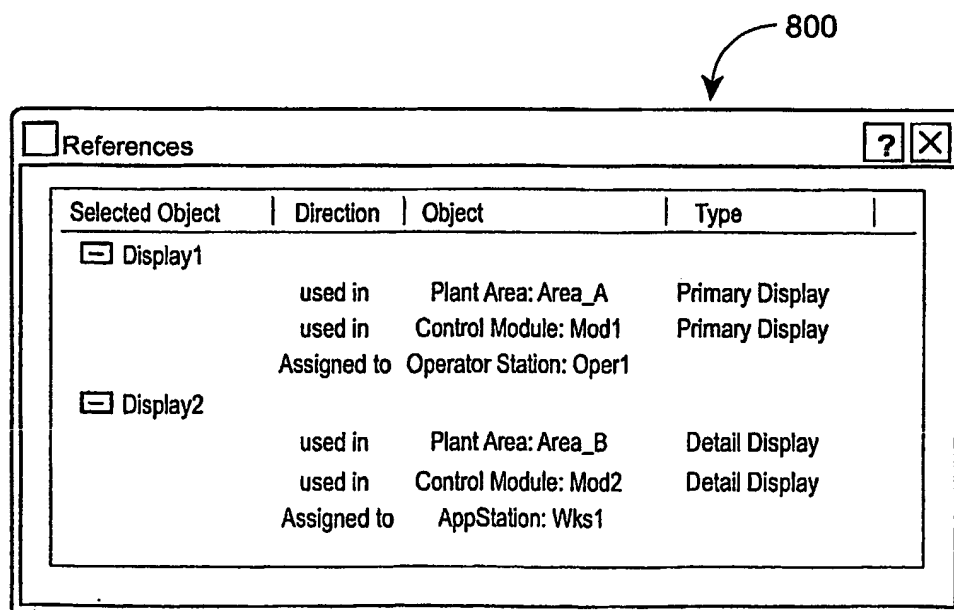 800
References ? X
Selected Object | Direction | Object | Type |
Display1
used in Plant Area: Area_A Primary Display
used in Control Module: Mod1 Primary Display
Assigned to Operator Station: Oper1
Display2
used in Plant Area: Area_B Detail Display
used in Control Module: Mod2 Detail Display
Assigned to AppStation: Wks1